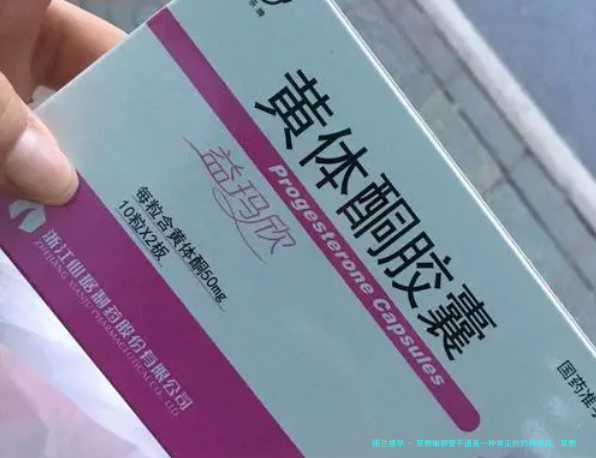 黄体酮胶囊
Progesterone Capsules
益玛欣
每粒含黄体酮50mg
10粒X2板
浙江仙琚制药股份有限公司
ZHEJIANG XIANJU PHARMACEUTICAL CO., LTD
国药准字